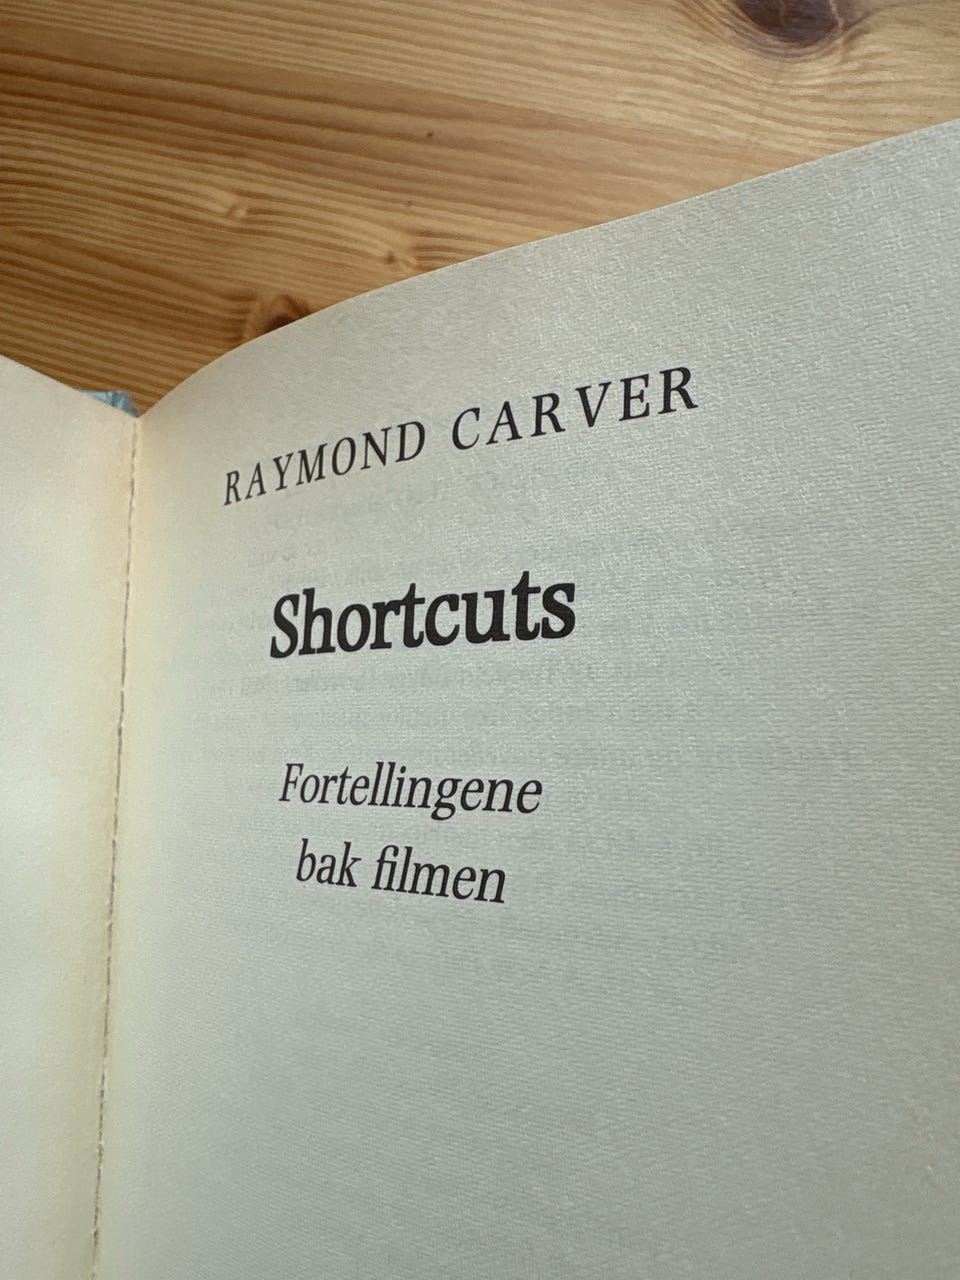 RAYMOND CARVER
Shortcuts
Fortellingene
bak filmen